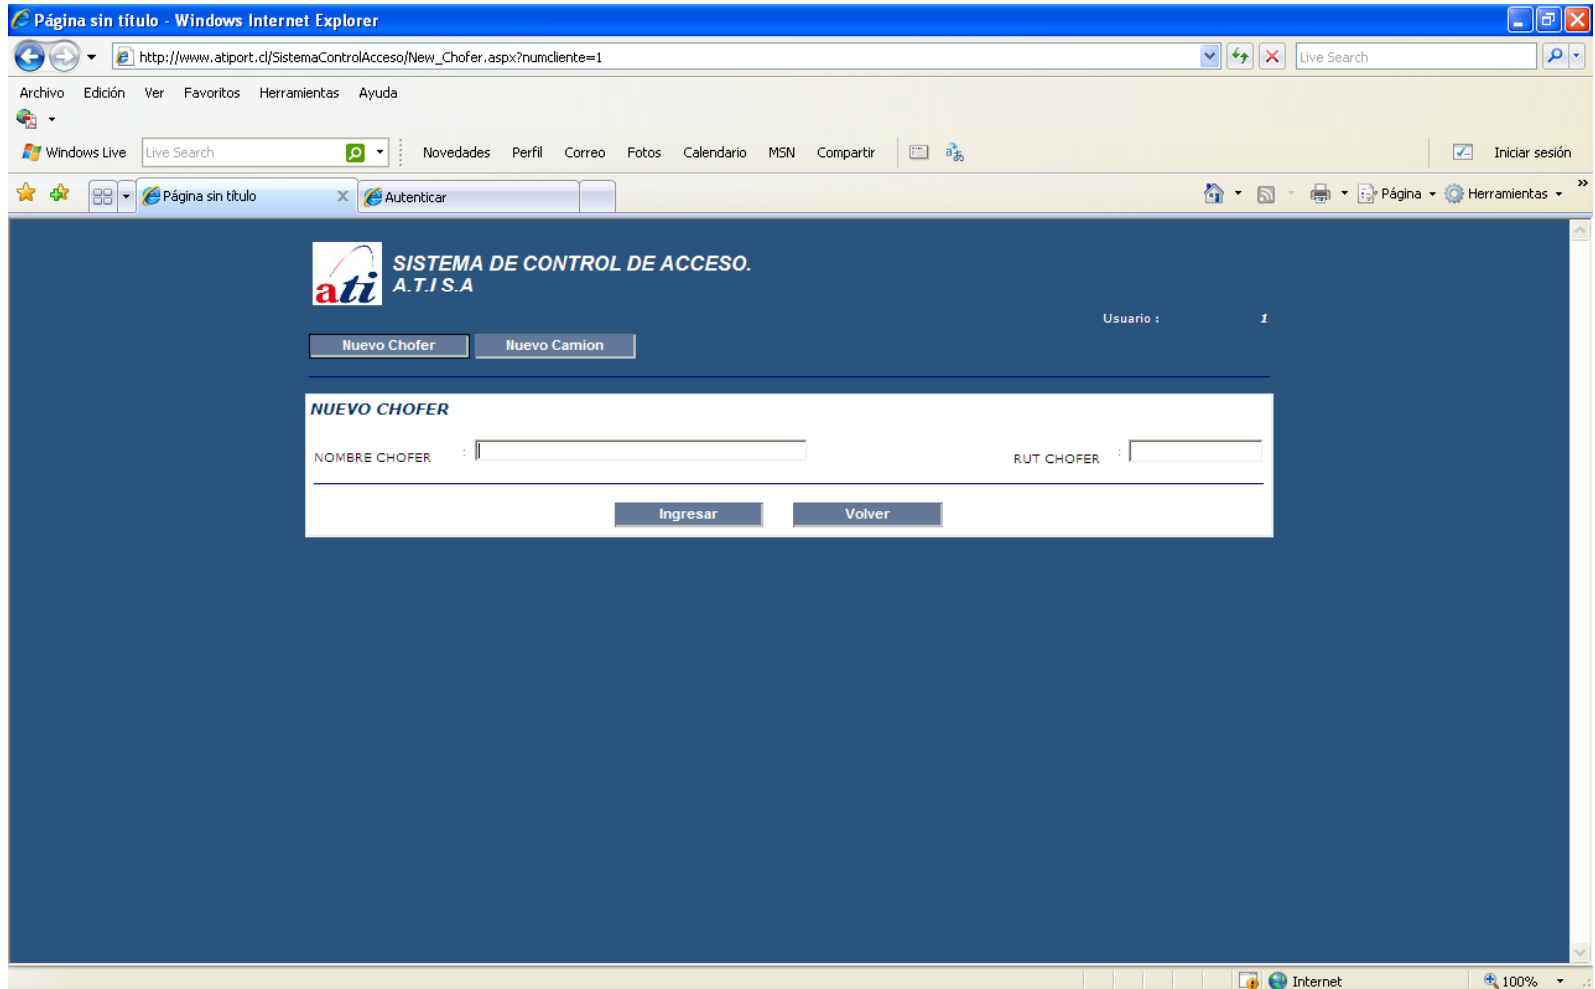 Página sin título - Windows Internet Explorer
http://www.atiport.cl/SistemaControlAcceso/New_Chofer.aspx?numcliente=1
Live Search
Archivo Edición Ver Favoritos Herramientas Ayuda
Windows Live Live Search Novedades Perfil Correo Fotos Calendario MSN Compartir Iniciar sesión
Página sin título Autenticar Página Herramientas »
ati SISTEMA DE CONTROL DE ACCESO.
A.T.I S.A
Usuario : 1
Nuevo Chofer Nuevo Camion
NUEVO CHOFER
NOMBRE CHOFER : RUT CHOFER :
Ingresar Volver
Internet 100%